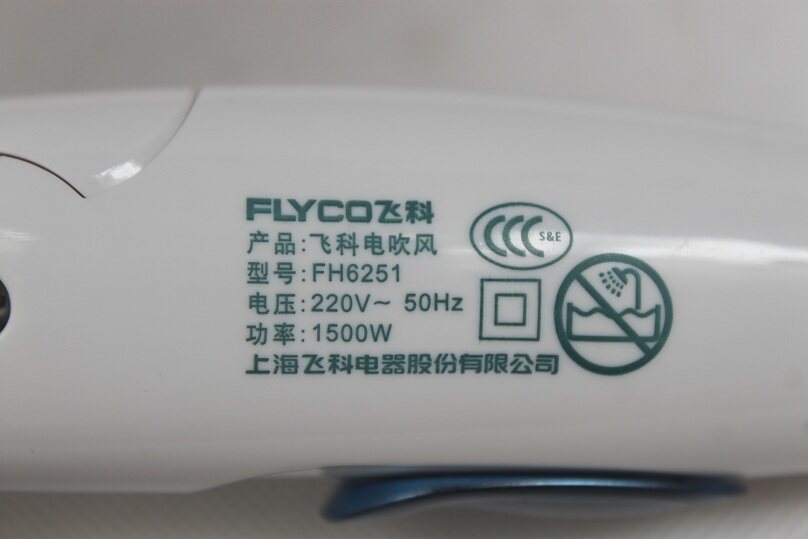 FLYCO飞科
产品:飞科电吹风
型号:FH6251
电压:220V～ 50Hz
功率:1500W
上海飞科电器股份有限公司
CCC S&E